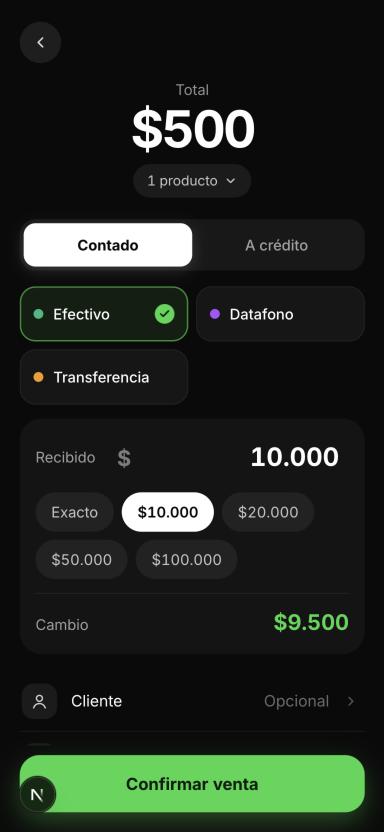 Total
$500
1 producto
Contado A crédito
Efectivo Datafono
Transferencia
Recibido $ 10.000
Exacto $10.000 $20.000
$50.000 $100.000
Cambio $9.500
Cliente Opcional
Confirmar venta
N